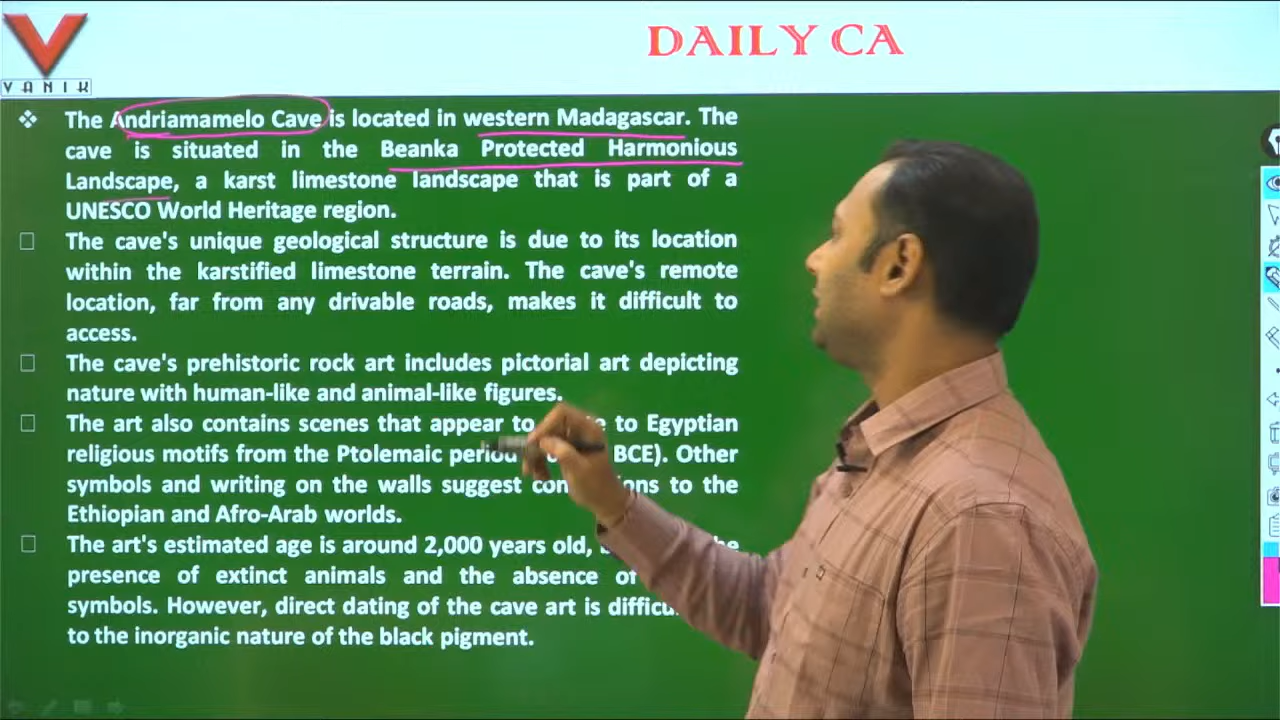 VANIK
DAILY CA
The Andriamamelo Cave is located in western Madagascar. The
cave is situated in the Beanka Protected Harmonious
Landscape, a karst limestone landscape that is part of a
UNESCO World Heritage region.
The cave's unique geological structure is due to its location
within the karstified limestone terrain. The cave's remote
location, far from any drivable roads, makes it difficult to
access.
The cave's prehistoric rock art includes pictorial art depicting
nature with human-like and animal-like figures.
The art also contains scenes that appear to to Egyptian
religious motifs from the Ptolemaic BCE). Other
symbols and writing on the walls suggest to the
Ethiopian and Afro-Arab worlds.
The art's estimated age is around 2,000 years old,
presence of extinct animals and the absence of
symbols. However, direct dating of the cave art is
to the inorganic nature of the black pigment.